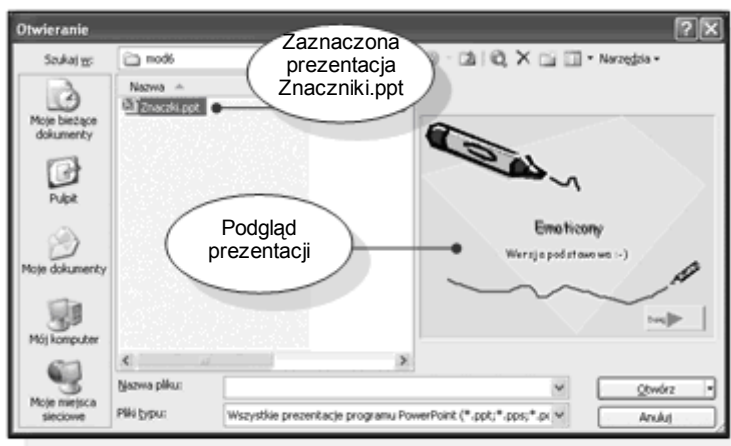 Otwieranie
Szukaj w:
mod6
Narzędzia
Zaznaczona
prezentacja
Znaczniki.ppt
Nazwa
Znaczki.ppt
Moje bieżące
dokumenty
Pulpit
Moje dokumenty
Mój komputer
Moje miejsca
sieciowe
Podgląd
prezentacji
Emoticony
Wersja podstawowa :-)
Dalej
Nazwa pliku:
Otwórz
Pliki typu:
Wszystkie prezentacje programu PowerPoint (*.ppt;*.pps;*.po
Anuluj